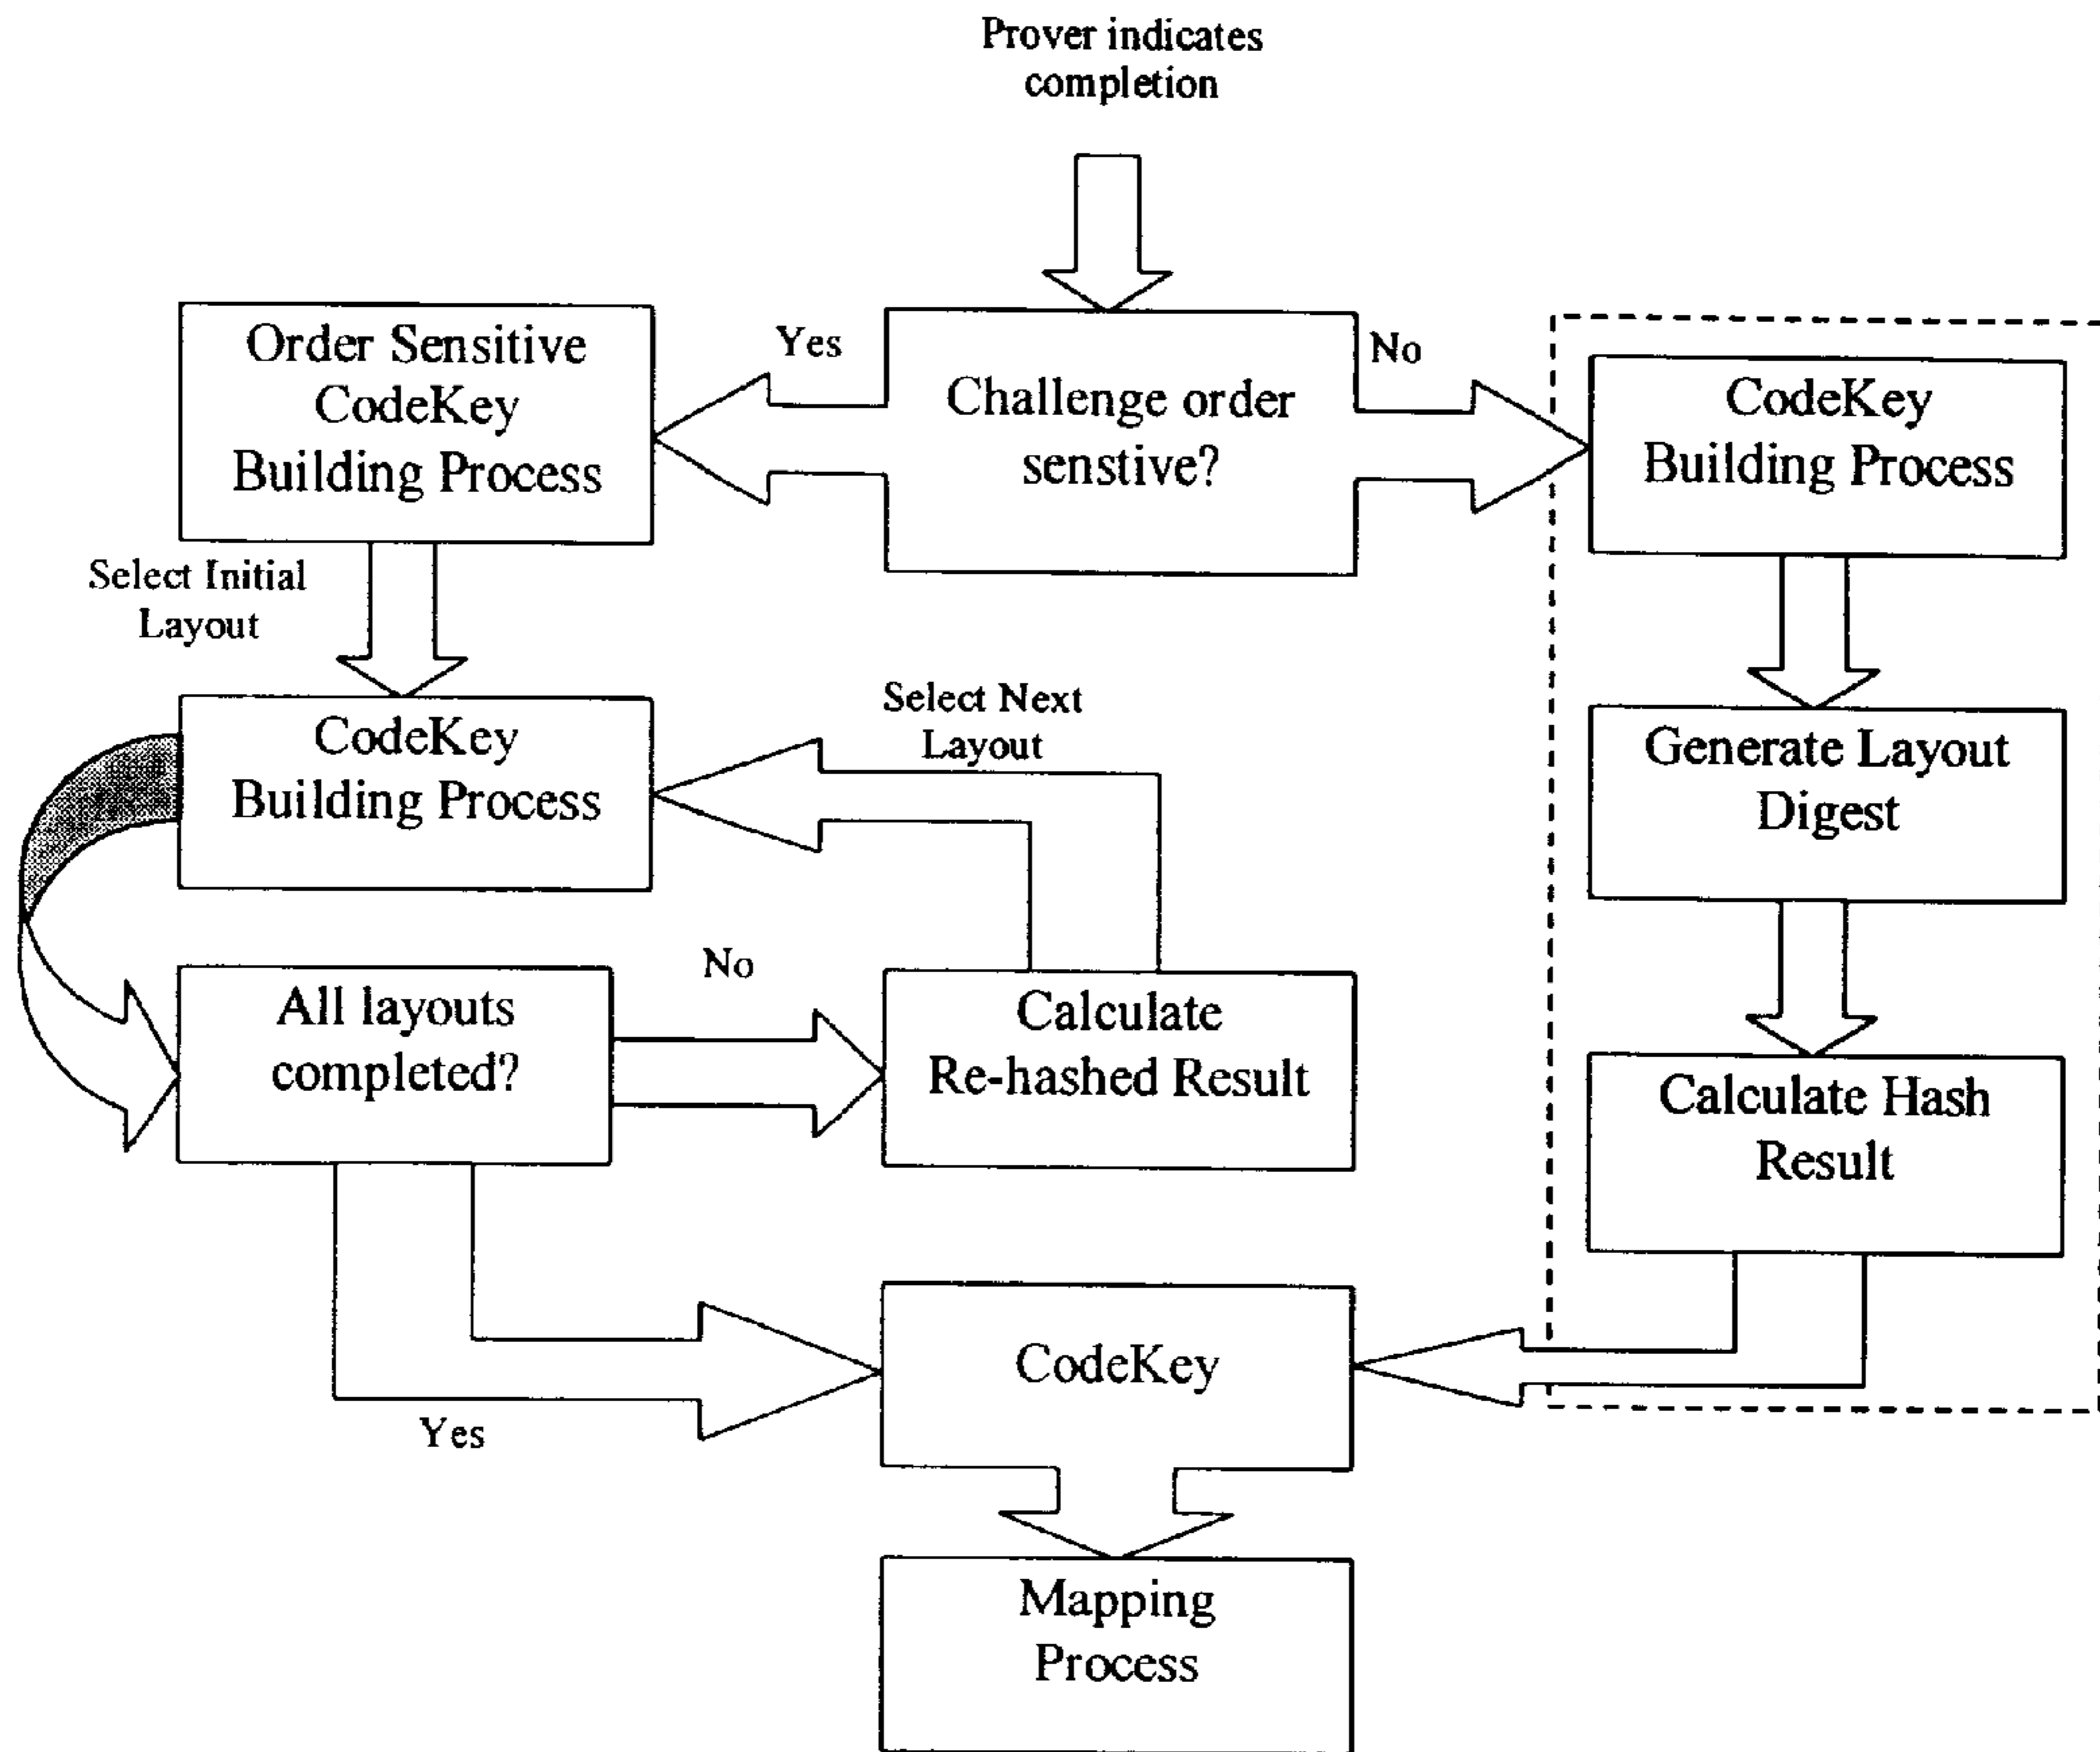 Prover indicates
completion
Order Sensitive
CodeKey
Building Process
Yes
Challenge order
senstive?
No
CodeKey
Building Process
Select Initial
Layout
CodeKey
Building Process
Select Next
Layout
Generate Layout
Digest
All layouts
completed?
No
Calculate
Re-hashed Result
Calculate Hash
Result
Yes
CodeKey
Mapping
Process